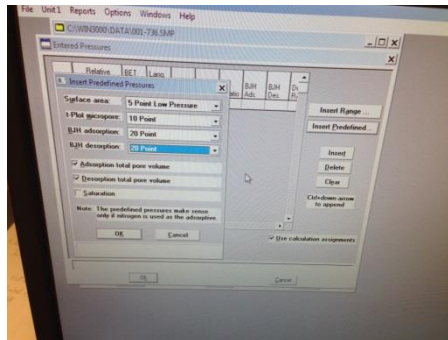 File Unit 1 Reports Options Windows Help
C:\WIN3000\DATA\001-736.SMP
Entered Pressures
Relative BET Lang
BJH Ads. BJH Des.
Insert Predefined Pressures
Surface area: 5 Point Low Pressure
t-Plot micropore: 10 Point
BJH adsorption: 20 Point
BJH desorption: 20 Point
Adsorption total pore volume
Desorption total pore volume
Saturation
Note: The predefined pressures make sense
only if nitrogen is used as the adsorptive.
OK Cancel
Insert Range ...
Insert Predefined...
Insert
Delete
Clear
Ctrl+down arrow
to append
Use calculation assignments
OK Cancel